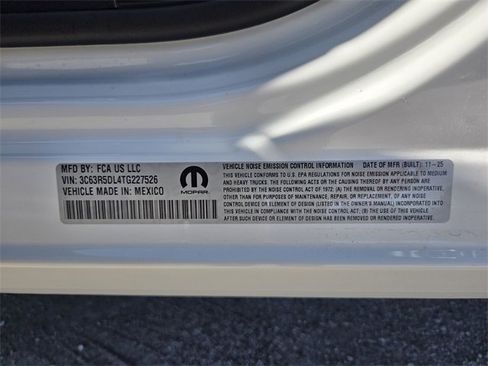 MFD BY: FCA US LLC
VIN: 3C63R5DL4TG227526
VEHICLE MADE IN: MEXICO
MOPAR
VEHICLE NOISE EMISSION CONTROL INFORMATION DATE OF MFR (BUILT): 11-25
THIS VEHICLE CONFORMS TO U.S. EPA REGULATIONS FOR NOISE EMISSION APPLICABLE TO MEDIUM
AND HEAVY TRUCKS. THE FOLLOWING ACTS OR THE CAUSING THEREOF BY ANY PERSON ARE
PROHIBITED BY THE NOISE CONTROL ACT OF 1972: (A) THE REMOVAL OR RENDERING INOPERATIVE,
OTHER THAN FOR PURPOSES OF MAINTENANCE, REPAIR, OR REPLACEMENT, OF ANY NOISE
CONTROL DEVICE OR ELEMENT OF DESIGN (LISTED IN THE OWNER'S MANUAL) INCORPORATED
INTO THIS VEHICLE IN COMPLIANCE WITH THE NOISE CONTROL ACT; (B) THE USE OF THIS VEHICLE
AFTER SUCH DEVICE OR ELEMENT OF DESIGN HAS BEEN REMOVED OR RENDERED INOPERATIVE.